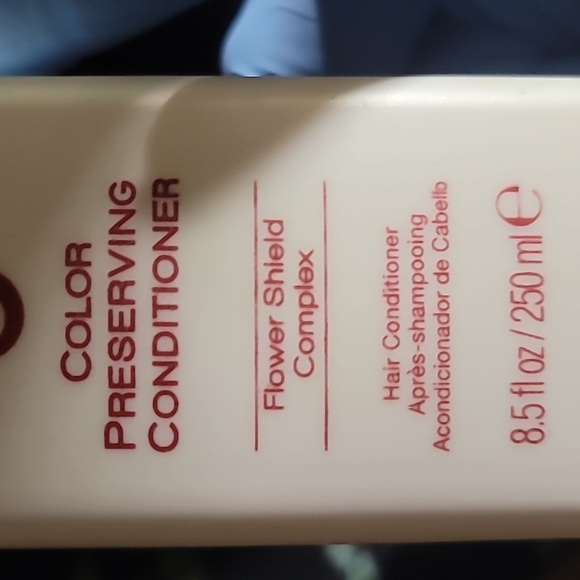 COLOR
PRESERVING
CONDITIONER
Flower Shield
Complex
Hair Conditioner
Après-shampooing
Acondicionador de Cabello
8.5 fl oz / 250 ml e